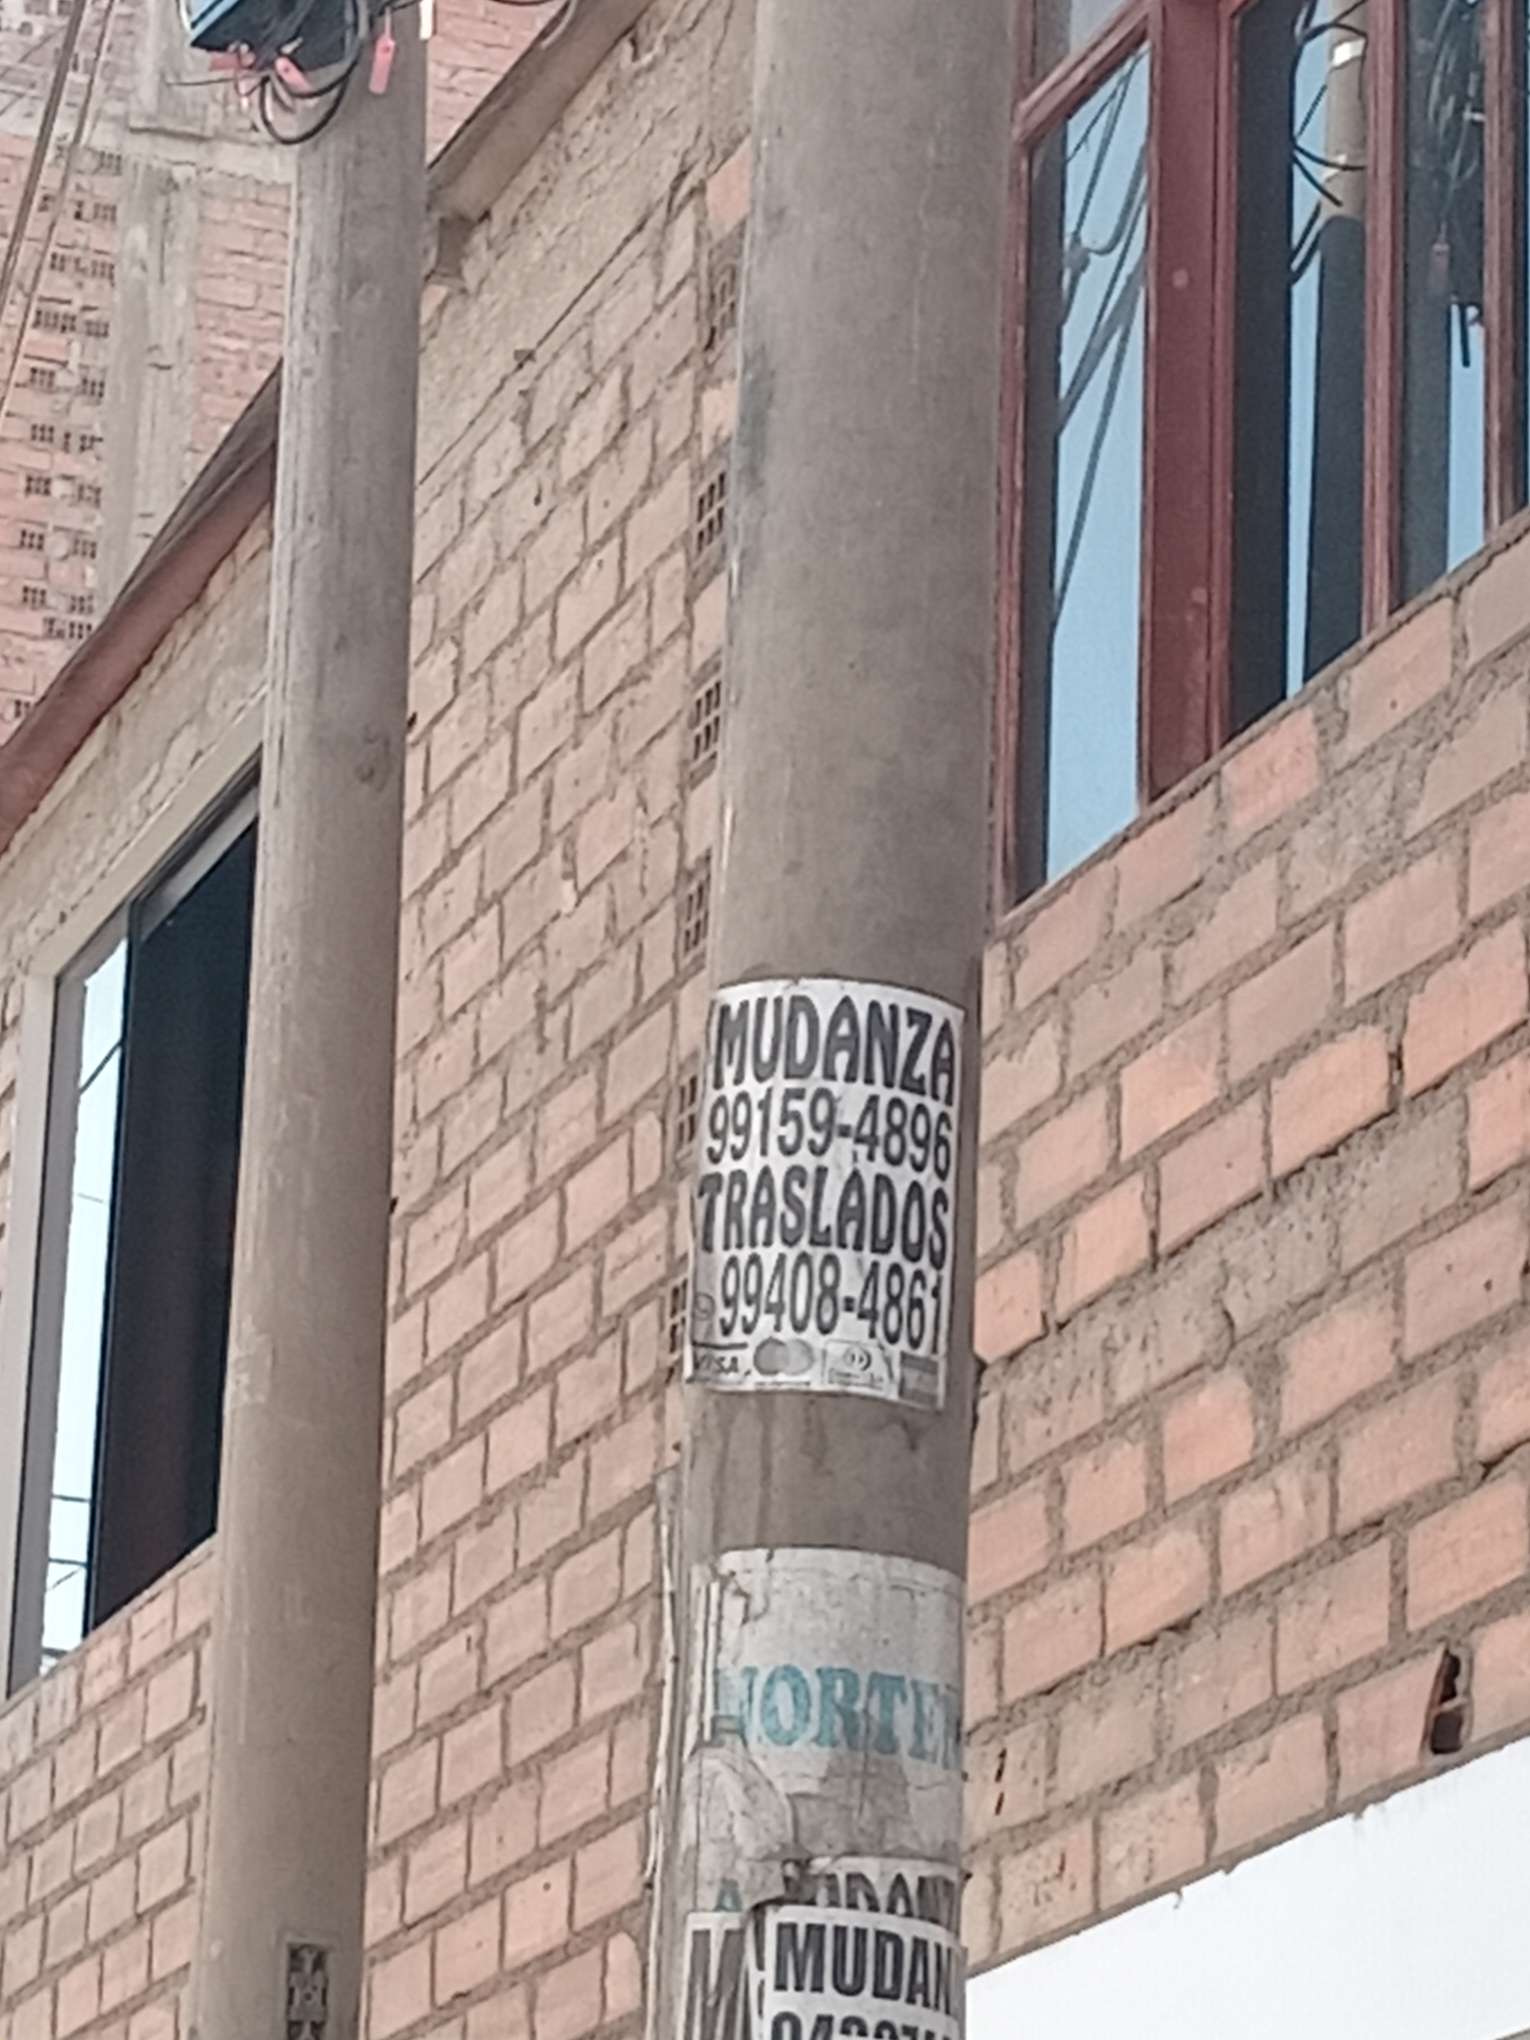 MUDANZA
99159-4896
TRASLADOS
99408-4861
VISA
NORTE
MUDAN